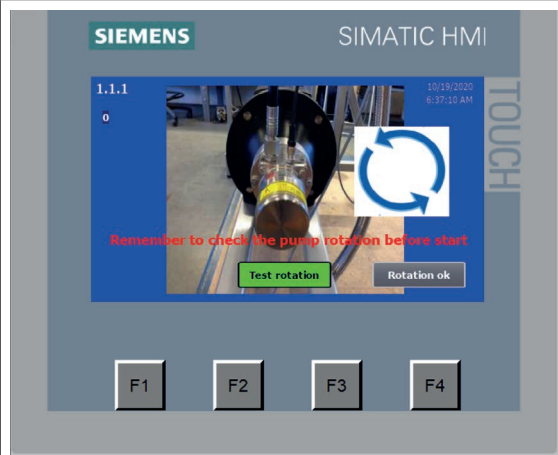 SIEMENS
SIMATIC HMI
TOUCH
1.1.1
10/19/2020
6:37:10 AM
0
Remember to check the pump rotation before start
Test rotation
Rotation ok
F1
F2
F3
F4